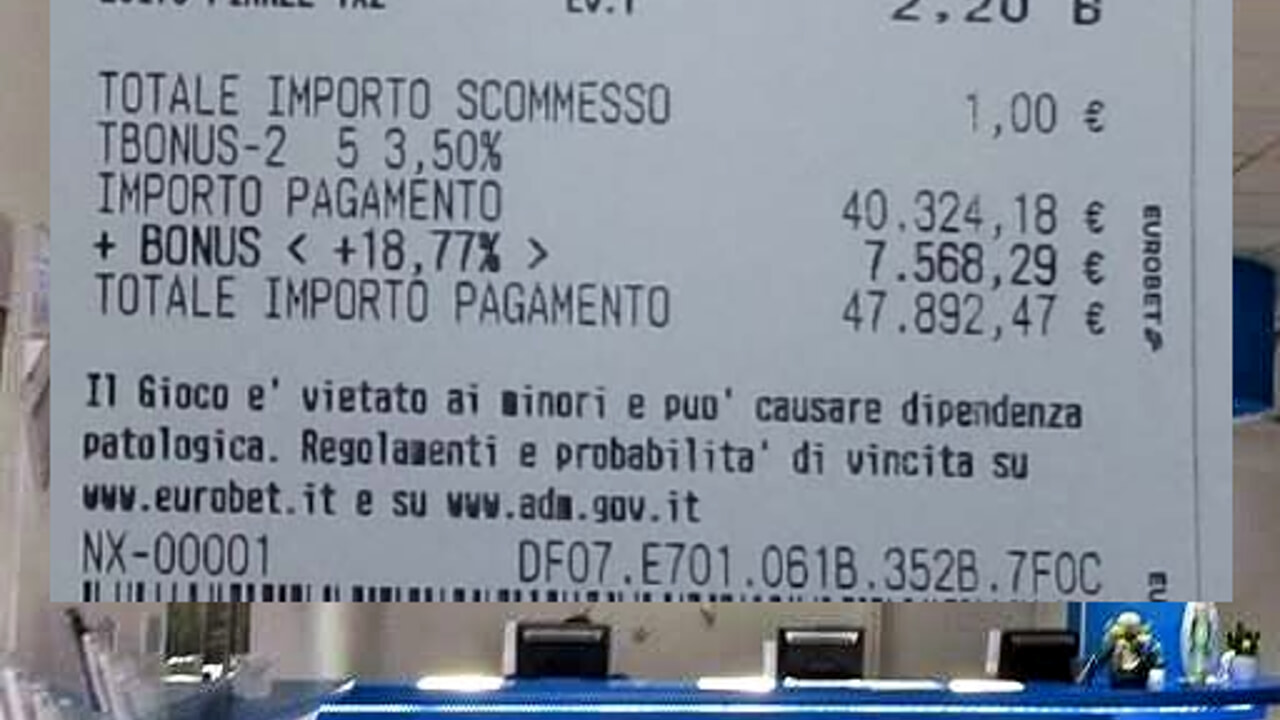 2,20 B
TOTALE IMPORTO SCOMMESSO 1,00 €
TBONUS-2 5 3,50%
IMPORTO PAGAMENTO 40.324,18 €
+ BONUS < +18,77% > 7.568,29 €
TOTALE IMPORTO PAGAMENTO 47.892,47 €
EUROBET
Il Gioco e' vietato ai minori e puo' causare dipendenza
patologica. Regolamenti e probabilita' di vincita su
www.eurobet.it e su www.adm.gov.it
NX-00001 DF07.E701.061B.352B.7F0C
EU